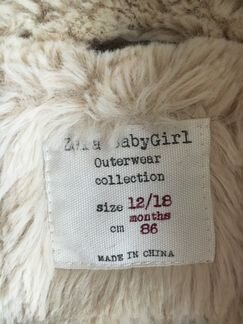 Zara BabyGirl
Outerwear
collection
size 12/18
months
cm 86
MADE IN CHINA